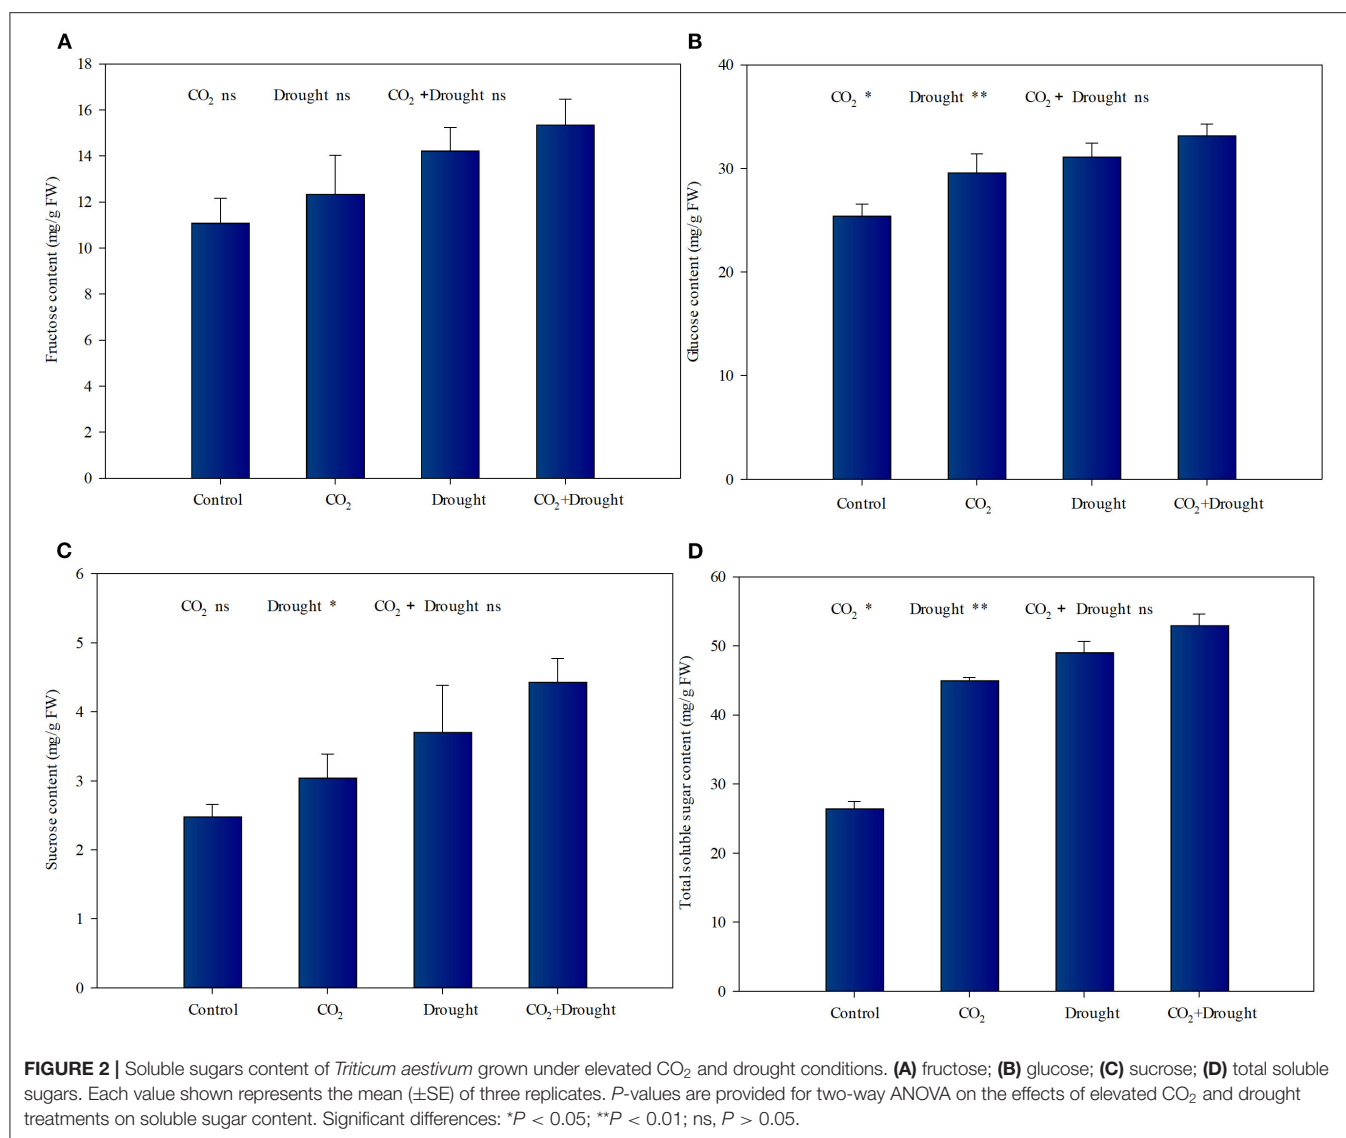 A
18
16
14
12
10
8
6
4
2
0
Fructose content (mg/g FW)
CO₂ ns Drought ns CO₂ +Drought ns
Control CO₂ Drought CO₂+Drought
B
40
30
20
10
0
Glucose content (mg/g FW)
CO₂ * Drought ** CO₂ + Drought ns
Control CO₂ Drought CO₂+Drought
C
6
5
4
3
2
1
0
Sucrose content (mg/g FW)
CO₂ ns Drought * CO₂ + Drought ns
Control CO₂ Drought CO₂+Drought
D
60
50
40
30
20
10
0
Total soluble sugar content (mg/g FW)
CO₂ * Drought ** CO₂ + Drought ns
Control CO₂ Drought CO₂+Drought
FIGURE 2 | Soluble sugars content of Triticum aestivum grown under elevated CO₂ and drought conditions. (A) fructose; (B) glucose; (C) sucrose; (D) total soluble
sugars. Each value shown represents the mean (±SE) of three replicates. P-values are provided for two-way ANOVA on the effects of elevated CO₂ and drought
treatments on soluble sugar content. Significant differences: *P < 0.05; **P < 0.01; ns, P > 0.05.